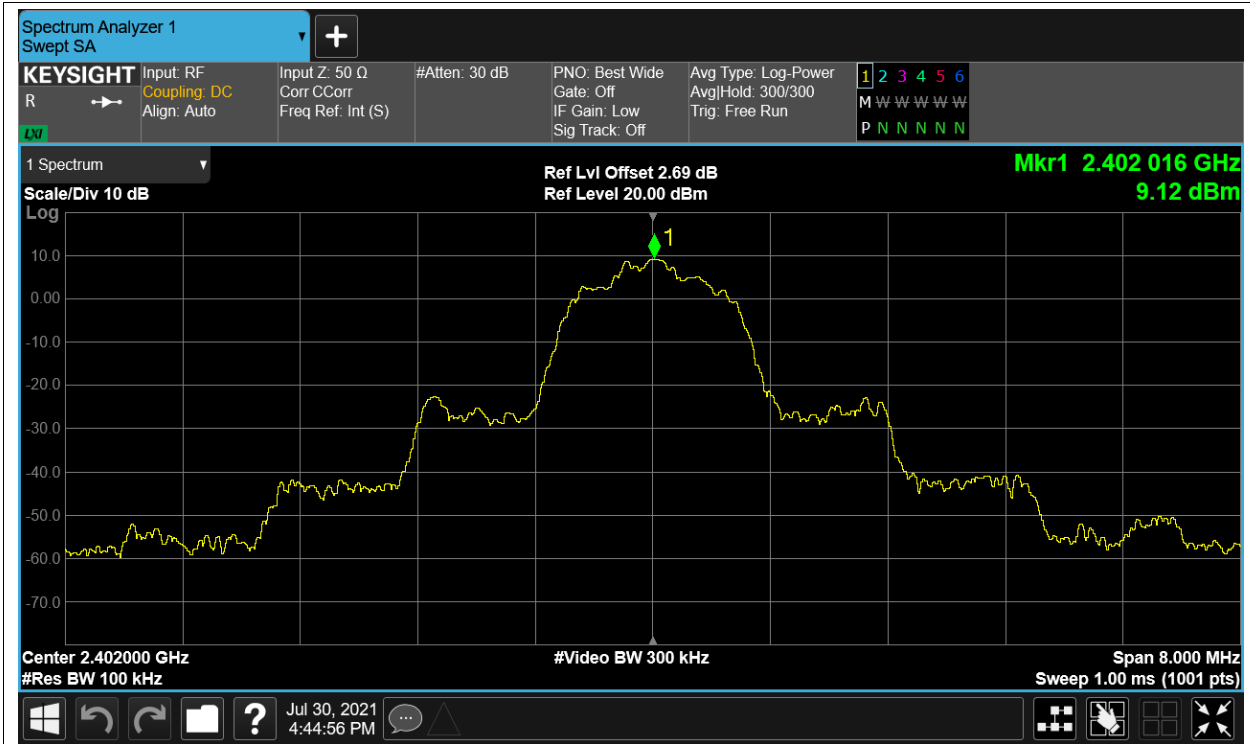 Spectrum Analyzer 1
Swept SA
KEYSIGHT
R
LXI
Input: RF
Coupling: DC
Align: Auto
Input Z: 50 Ω
Corr CCorr
Freq Ref: Int (S)
#Atten: 30 dB
PNO: Best Wide
Gate: Off
IF Gain: Low
Sig Track: Off
Avg Type: Log-Power
Avg|Hold: 300/300
Trig: Free Run
1 2 3 4 5 6
M W W W W W
P N N N N N
1 Spectrum
Scale/Div 10 dB
Log
Ref Lvl Offset 2.69 dB
Ref Level 20.00 dBm
Mkr1 2.402 016 GHz
9.12 dBm
1
10.0
0.00
-10.0
-20.0
-30.0
-40.0
-50.0
-60.0
-70.0
Center 2.402000 GHz
#Res BW 100 kHz
#Video BW 300 kHz
Span 8.000 MHz
Sweep 1.00 ms (1001 pts)
?
Jul 30, 2021
4:44:56 PM